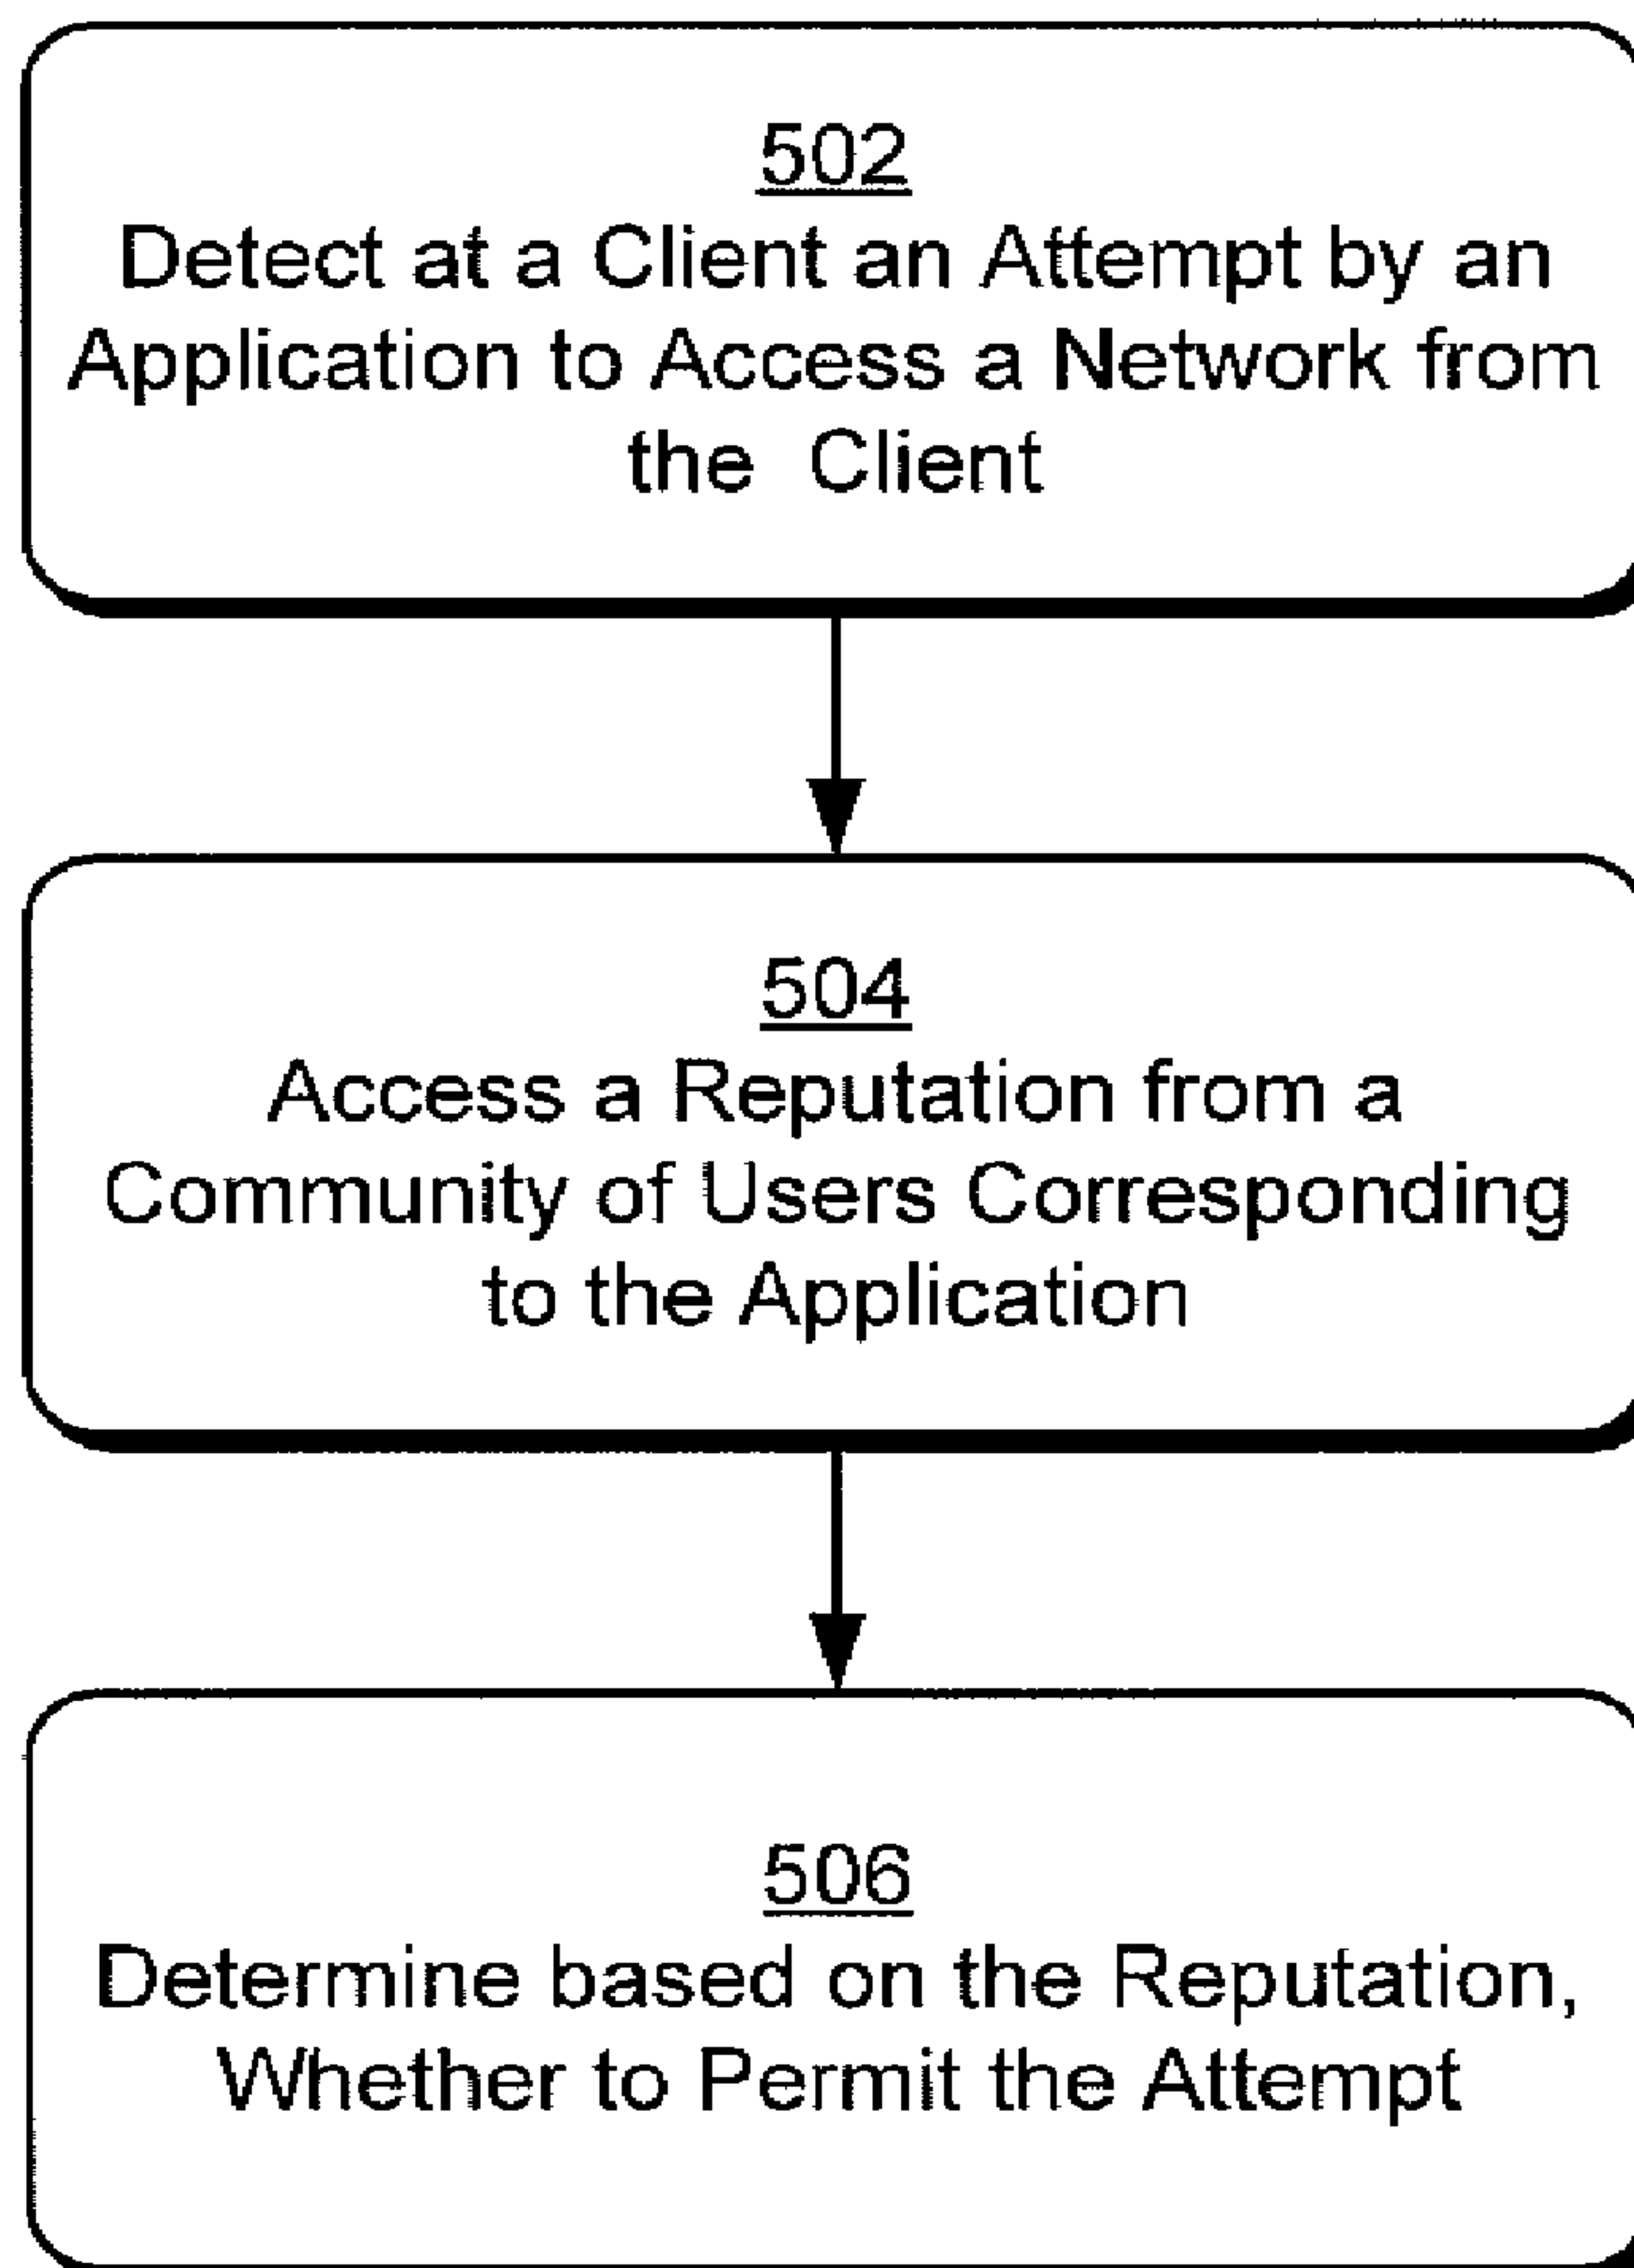 502
Detect at a Client an Attempt by an
Application to Access a Network from
the Client
504
Access a Reputation from a
Community of Users Corresponding
to the Application
506
Determine based on the Reputation,
Whether to Permit the Attempt